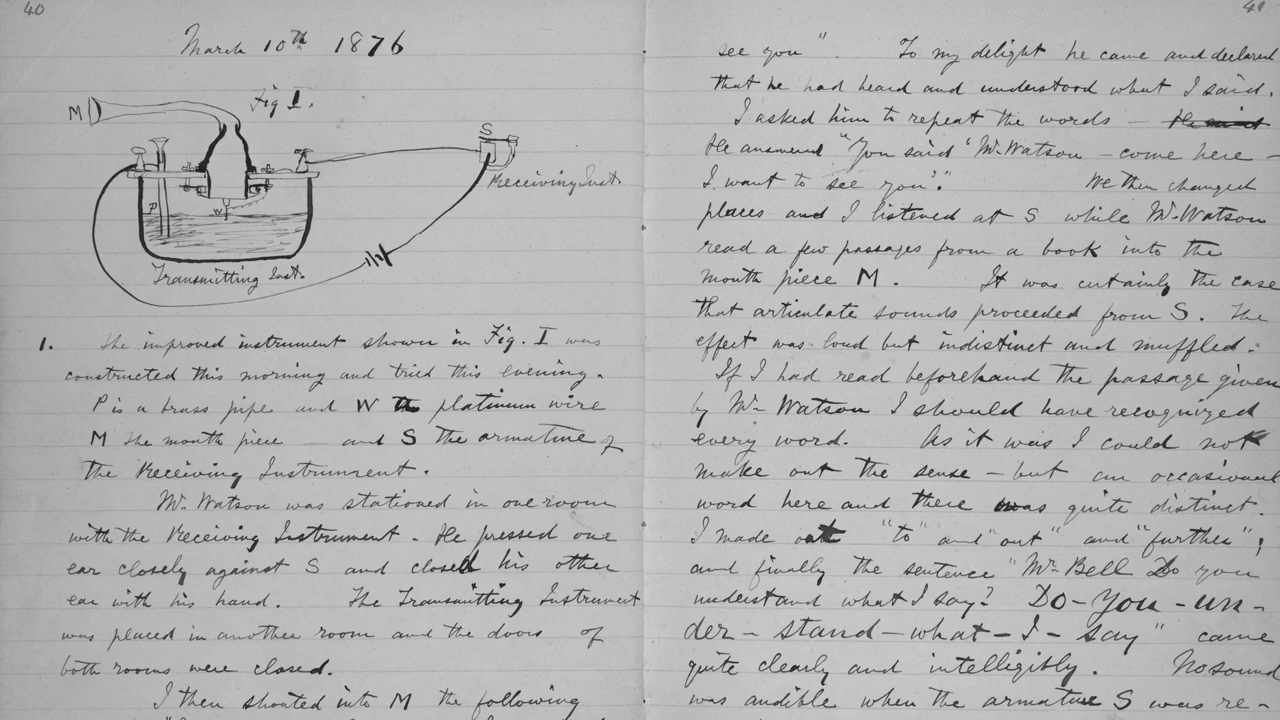 40
March 10th 1876
Fig I.
M
S
Receiving Inst.
P
W
Transmitting Inst.
1. The improved instrument shown in Fig. I was
constructed this morning and tried this evening.
P is a brass pipe and W the platinum wire
M the mouth piece — and S the armature of
the Receiving Instrument.
Mr. Watson was stationed in one room
with the Receiving Instrument. He pressed one
ear closely against S and closed his other
ear with his hand. The Transmitting Instrument
was placed in another room and the doors of
both rooms were closed.
I then shouted into M the following
41
see you". To my delight he came and declared
that he had heard and understood what I said.
I asked him to repeat the words — He said
He answered "You said 'Mr. Watson — come here —
I want to see you'." We then changed
places and I listened at S while Mr. Watson
read a few passages from a book into the
mouth piece M. It was certainly the case
that articulate sounds proceeded from S. The
effect was loud but indistinct and muffled.
If I had read beforehand the passage given
by Mr. Watson I should have recognized
every word. As it was I could not
make out the sense — but an occasional
word here and there was quite distinct.
I made out "to" and "out" and "further";
and finally the sentence "Mr. Bell Do you
understand what I say? Do-You-un-
der-stand-what-I-say" came
quite clearly and intelligibly. No sound
was audible when the armature S was re-